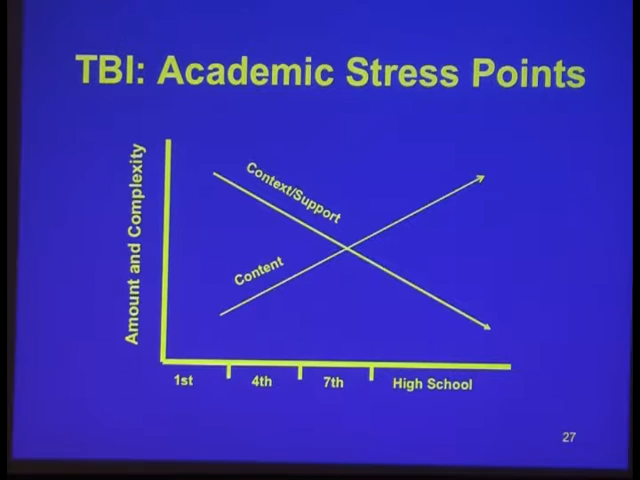 TBI: Academic Stress Points
Amount and Complexity
Context/Support
Content
1st
4th
7th
High School
27